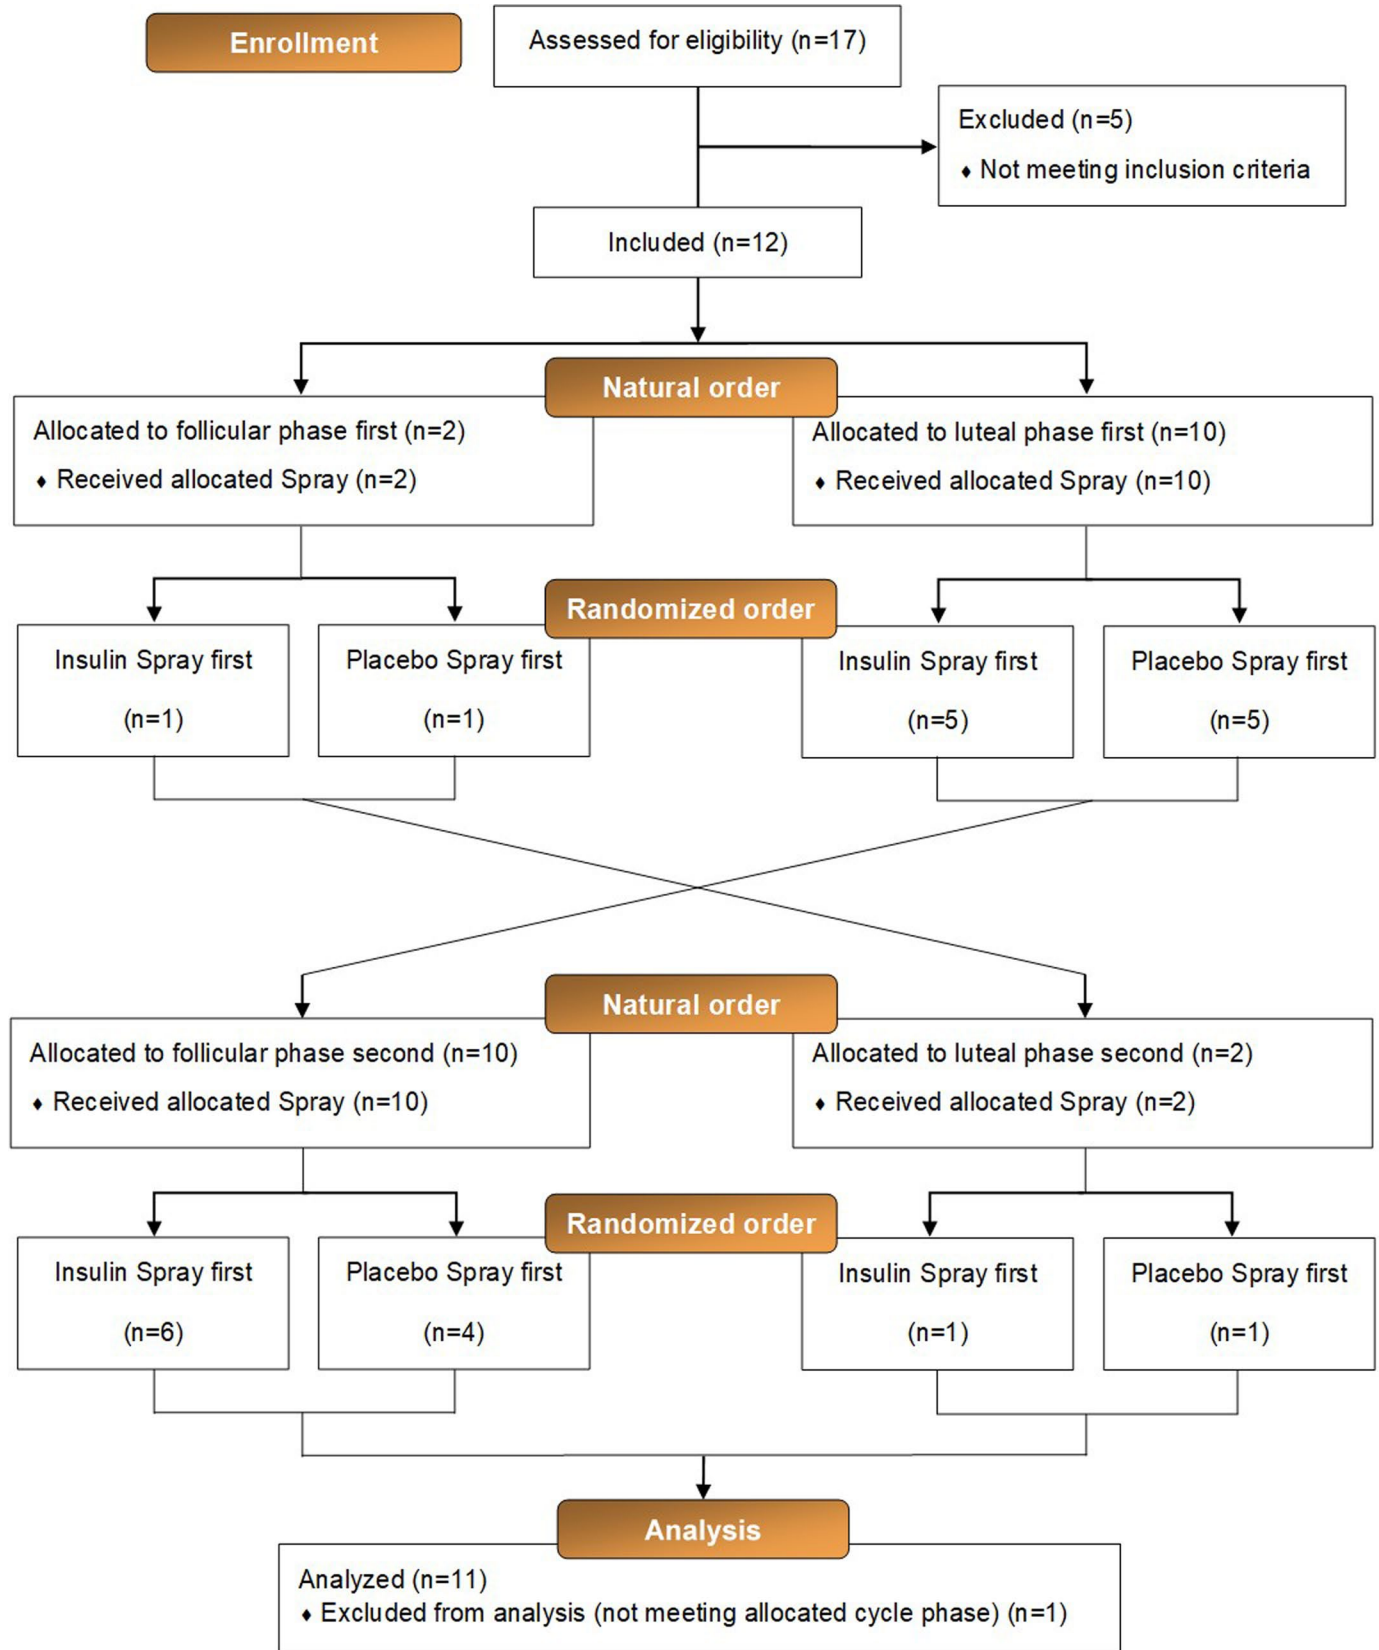 Enrollment
Assessed for eligibility (n=17)
Excluded (n=5)
♦ Not meeting inclusion criteria
Included (n=12)
Natural order
Allocated to follicular phase first (n=2)
♦ Received allocated Spray (n=2)
Allocated to luteal phase first (n=10)
♦ Received allocated Spray (n=10)
Randomized order
Insulin Spray first
(n=1)
Placebo Spray first
(n=1)
Insulin Spray first
(n=5)
Placebo Spray first
(n=5)
Natural order
Allocated to follicular phase second (n=10)
♦ Received allocated Spray (n=10)
Allocated to luteal phase second (n=2)
♦ Received allocated Spray (n=2)
Randomized order
Insulin Spray first
(n=6)
Placebo Spray first
(n=4)
Insulin Spray first
(n=1)
Placebo Spray first
(n=1)
Analysis
Analyzed (n=11)
♦ Excluded from analysis (not meeting allocated cycle phase) (n=1)